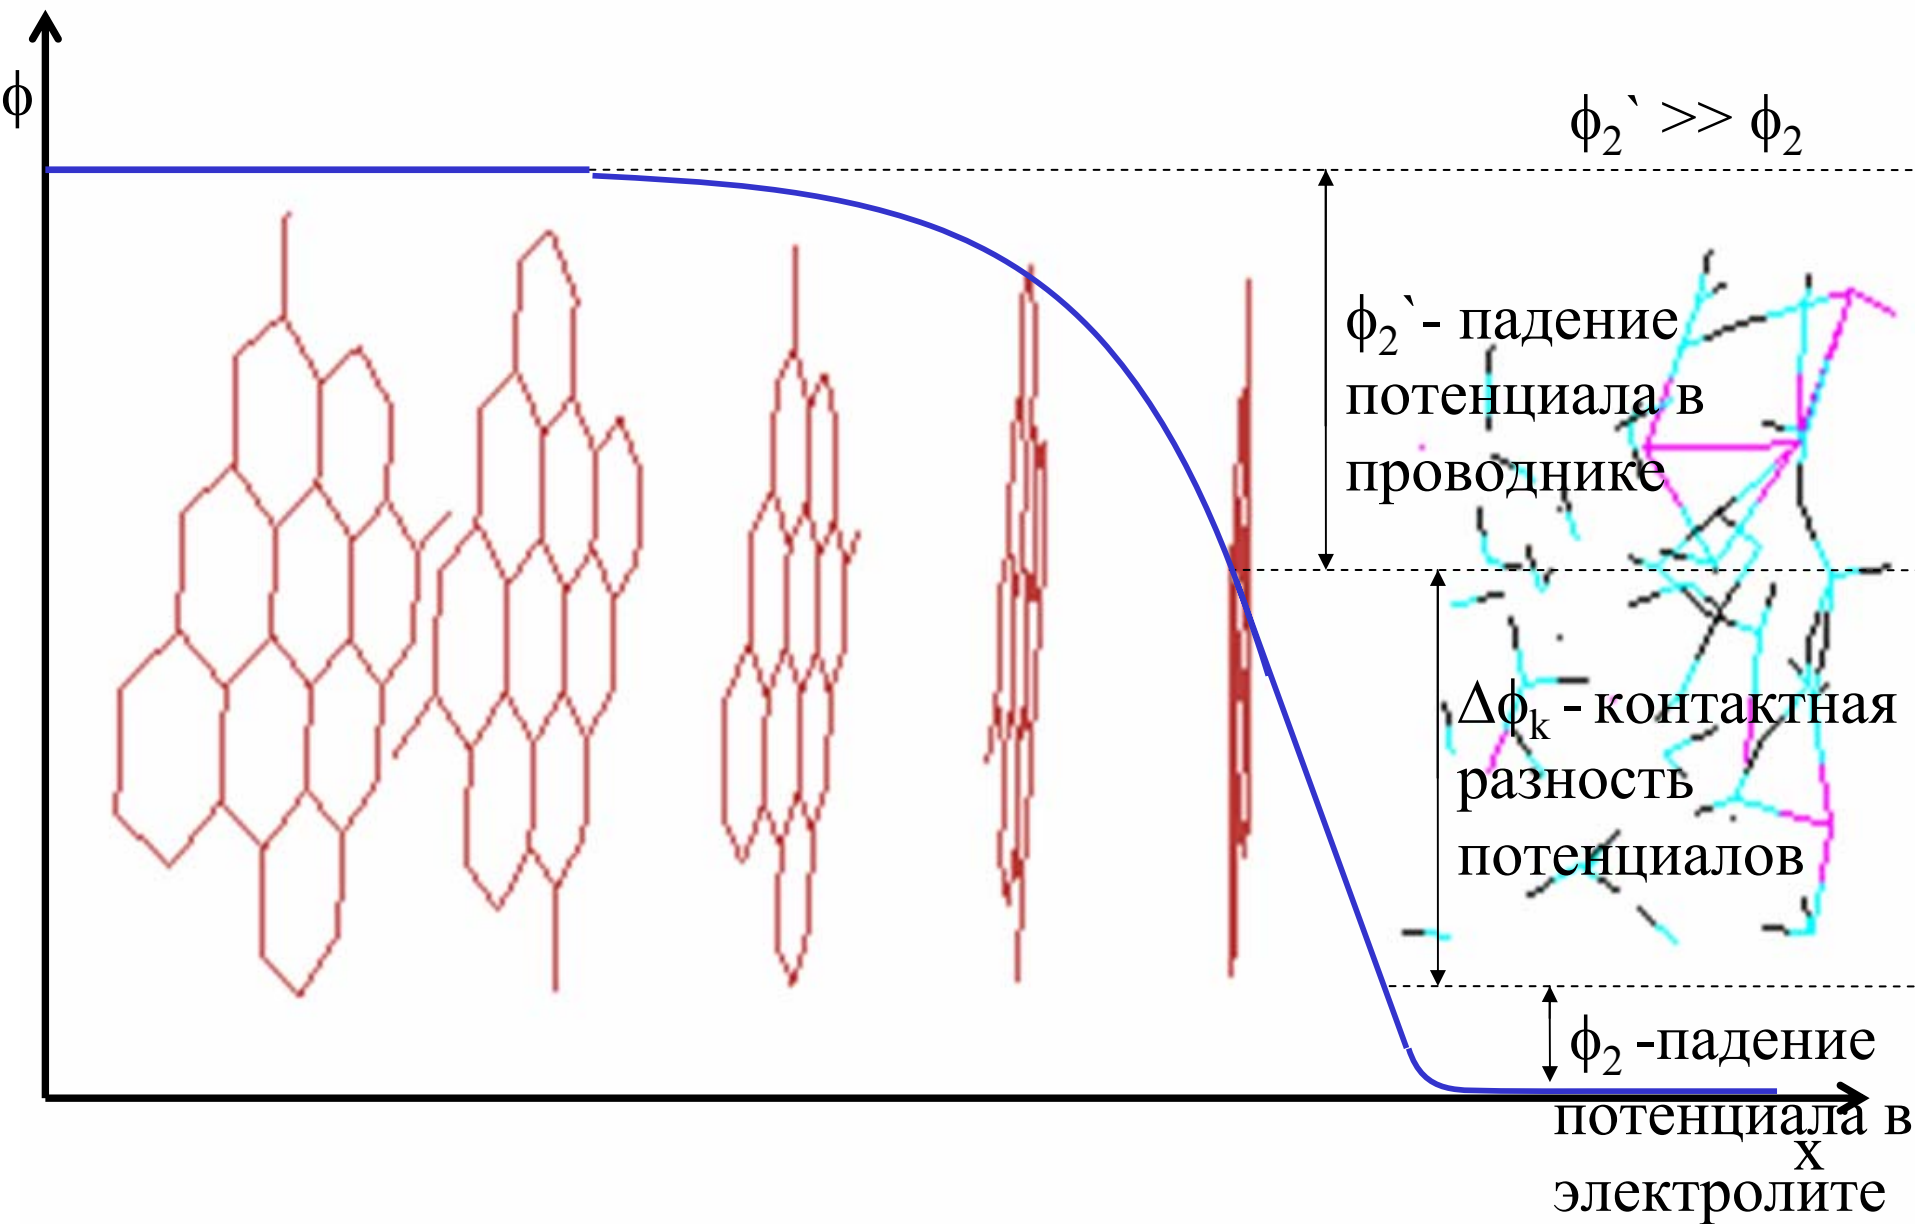 ϕ
ϕ₂` >> ϕ₂
ϕ₂`- падение
потенциала в
проводнике
Δϕₖ - контактная
разность
потенциалов
ϕ₂ -падение
потенциала в
x
электролите